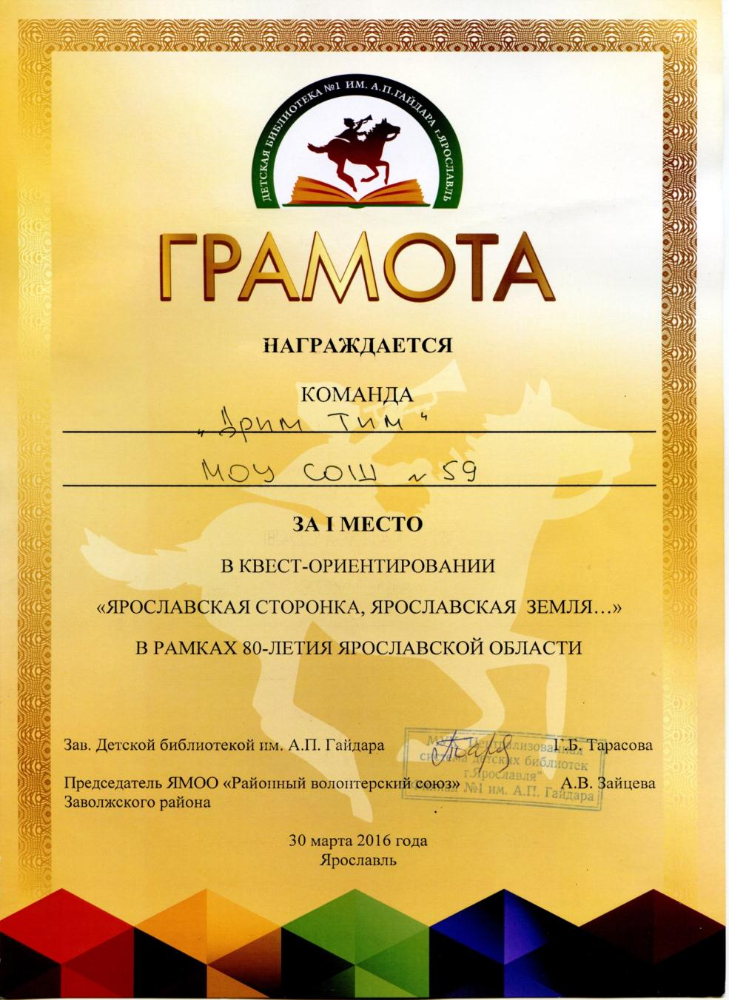 ДЕТСКАЯ БИБЛИОТЕКА №1 ИМ. А.П.ГАЙДАРА г.ЯРОСЛАВЛЬ
ГРАМОТА
НАГРАЖДАЕТСЯ
КОМАНДА
„Дрим Тим“
МОУ СОШ № 59
ЗА I МЕСТО
В КВЕСТ-ОРИЕНТИРОВАНИИ
«ЯРОСЛАВСКАЯ СТОРОНКА, ЯРОСЛАВСКАЯ ЗЕМЛЯ…»
В РАМКАХ 80-ЛЕТИЯ ЯРОСЛАВСКОЙ ОБЛАСТИ
Зав. Детской библиотекой им. А.П. Гайдара Г.Б. Тарасова
МУК "Централизованная
система детских библиотек
г.Ярославля"
филиал №1 им. А.П. Гайдара
Председатель ЯМОО «Районный волонтерский союз» А.В. Зайцева
Заволжского района
30 марта 2016 года
Ярославль